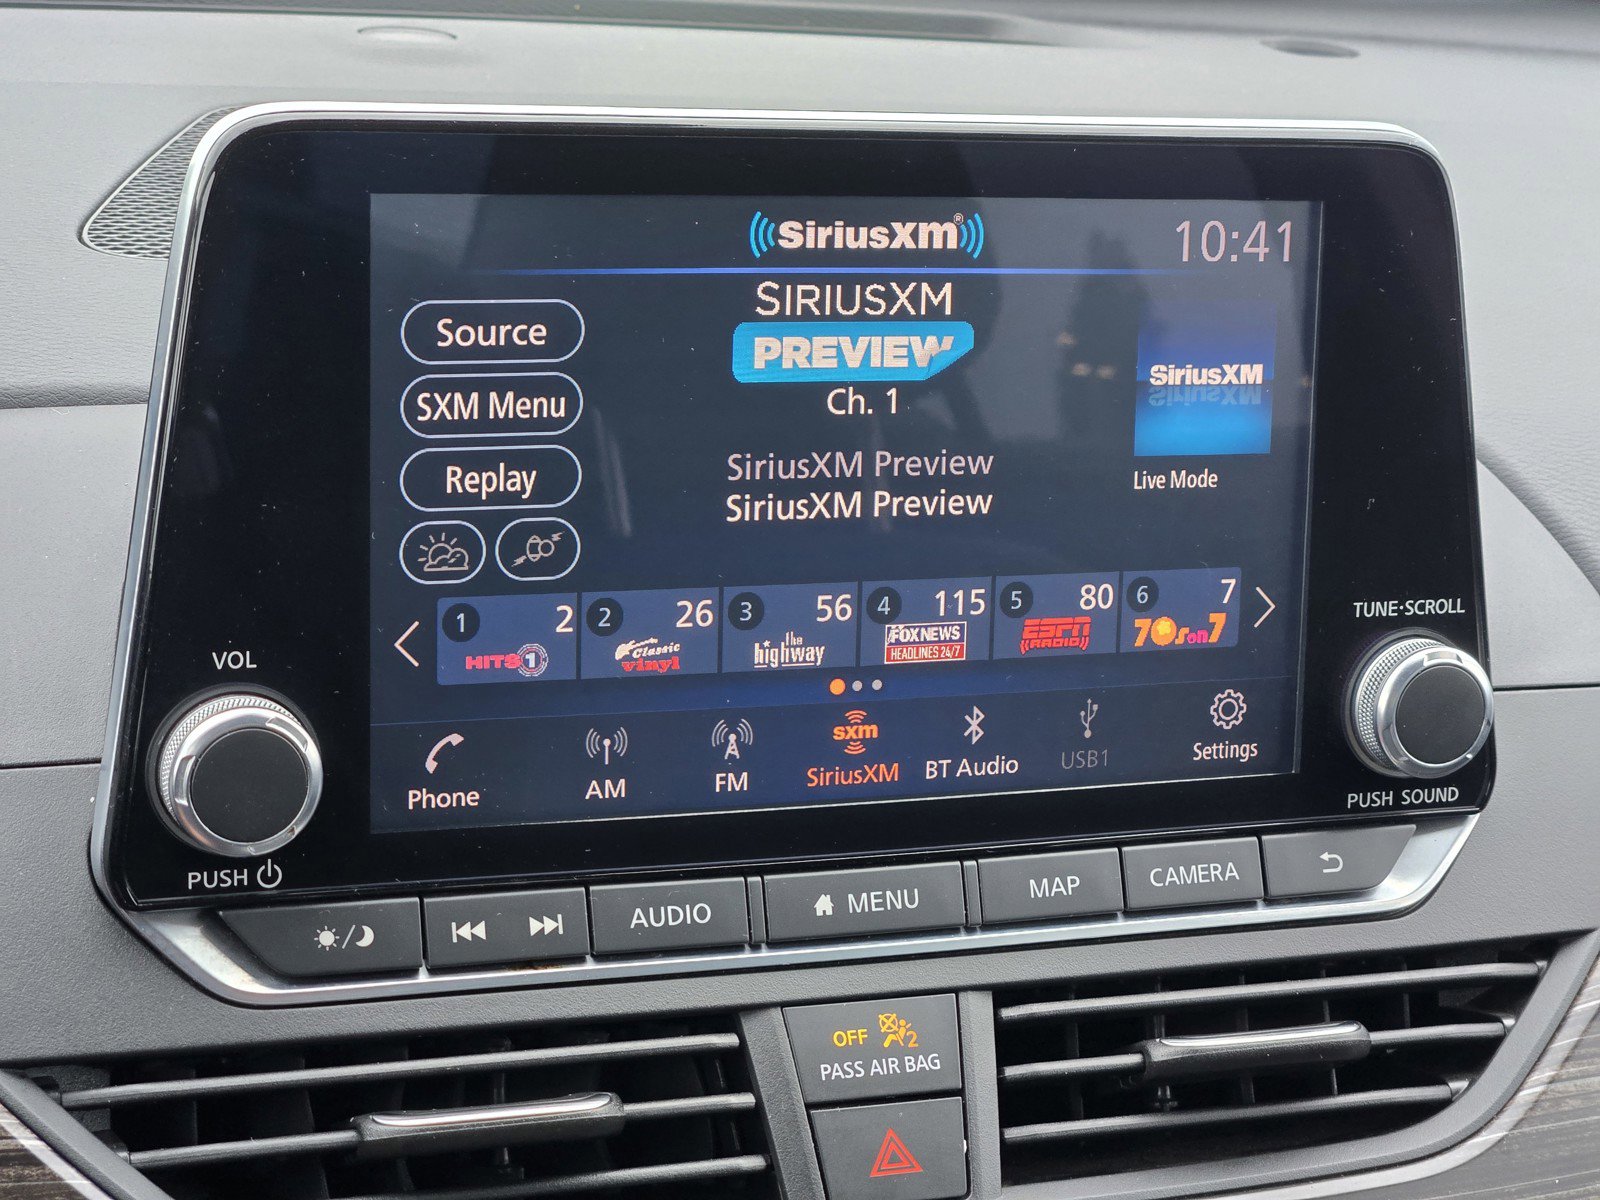 SiriusXM®
10:41
SIRIUSXM
PREVIEW
Ch. 1
Source
SXM Menu
Replay
SiriusXM Preview
SiriusXM Preview
SiriusXM
Live Mode
1 2 HITS1
2 26 Classic vinyl
3 56 the highway
4 115 FOX NEWS HEADLINES 24/7
5 80 ESPN RADIO
6 7 70s on 7
Phone
AM
FM
sxm
SiriusXM
BT Audio
USB1
Settings
VOL
PUSH
TUNE·SCROLL
PUSH SOUND
AUDIO
MENU
MAP
CAMERA
OFF 2
PASS AIR BAG